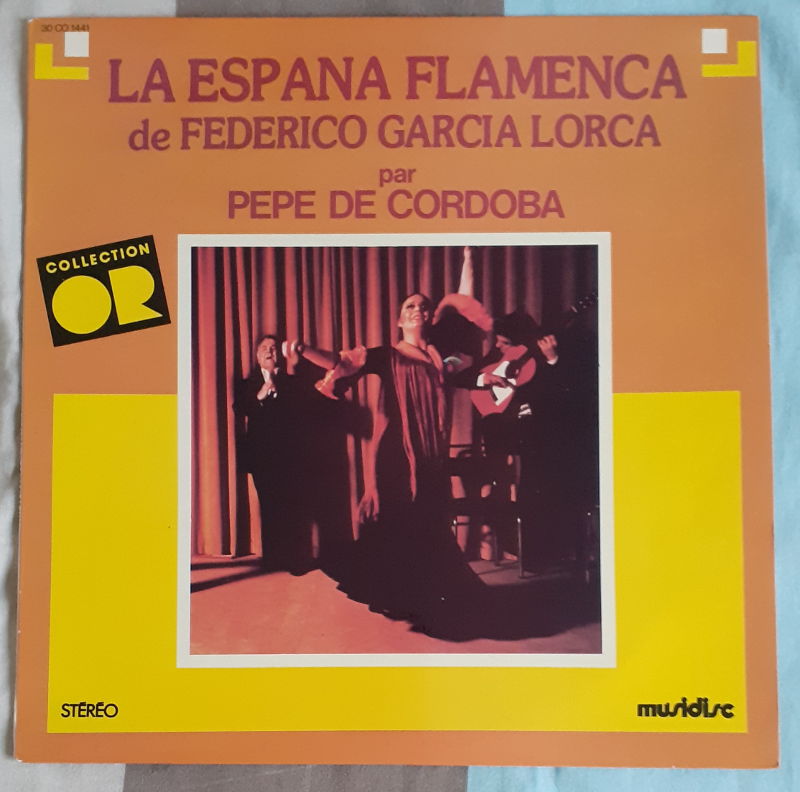 30 CO 1441
LA ESPANA FLAMENCA
de FEDERICO GARCIA LORCA
par
PEPE DE CORDOBA
COLLECTION
OR
STÉRÉO
musidisc